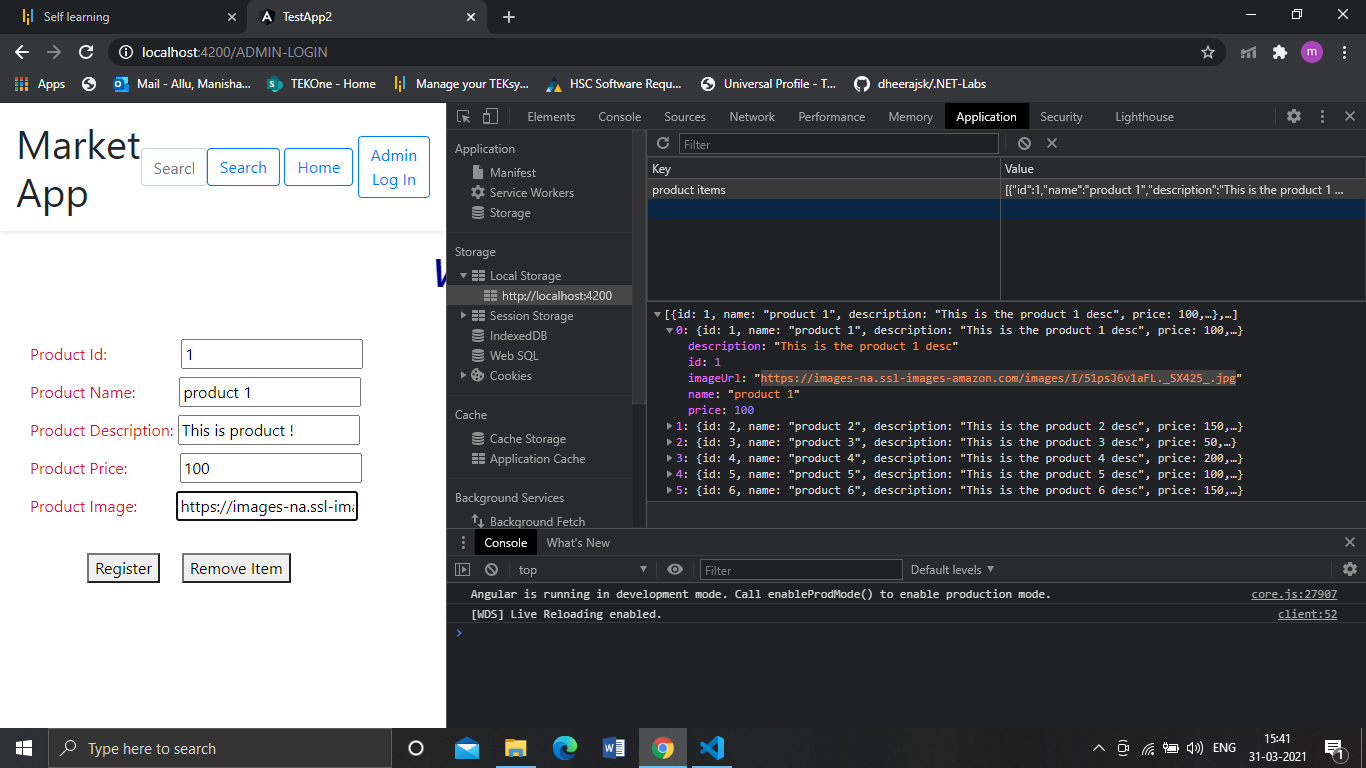 Self learning
TestApp2
localhost:4200/ADMIN-LOGIN
m
Apps
Mail - Allu, Manisha...
TEKOne - Home
Manage your TEKsy...
HSC Software Requ...
Universal Profile - T...
dheerajsk/.NET-Labs
Market App
Searcl
Search
Home
Admin Log In
Product Id:
1
Product Name:
product 1
Product Description:
This is product !
Product Price:
100
Product Image:
https://images-na.ssl-ima
Register
Remove Item
Elements
Console
Sources
Network
Performance
Memory
Application
Security
Lighthouse
Application
Manifest
Service Workers
Storage
Storage
Local Storage
http://localhost:4200
Session Storage
IndexedDB
Web SQL
Cookies
Cache
Cache Storage
Application Cache
Background Services
Background Fetch
Filter
Key
Value
product items
[{"id":1,"name":"product 1","description":"This is the product 1 ...
[{id: 1, name: "product 1", description: "This is the product 1 desc", price: 100,…},…]
0: {id: 1, name: "product 1", description: "This is the product 1 desc", price: 100,…}
description: "This is the product 1 desc"
id: 1
imageUrl: "https://images-na.ssl-images-amazon.com/images/I/51psJ6v1aFL._SX425_.jpg"
name: "product 1"
price: 100
1: {id: 2, name: "product 2", description: "This is the product 2 desc", price: 150,…}
2: {id: 3, name: "product 3", description: "This is the product 3 desc", price: 50,…}
3: {id: 4, name: "product 4", description: "This is the product 4 desc", price: 200,…}
4: {id: 5, name: "product 5", description: "This is the product 5 desc", price: 100,…}
5: {id: 6, name: "product 6", description: "This is the product 6 desc", price: 150,…}
Console
What's New
top
Filter
Default levels
Angular is running in development mode. Call enableProdMode() to enable production mode.
core.js:27907
[WDS] Live Reloading enabled.
client:52
Type here to search
ENG
15:41
31-03-2021
1